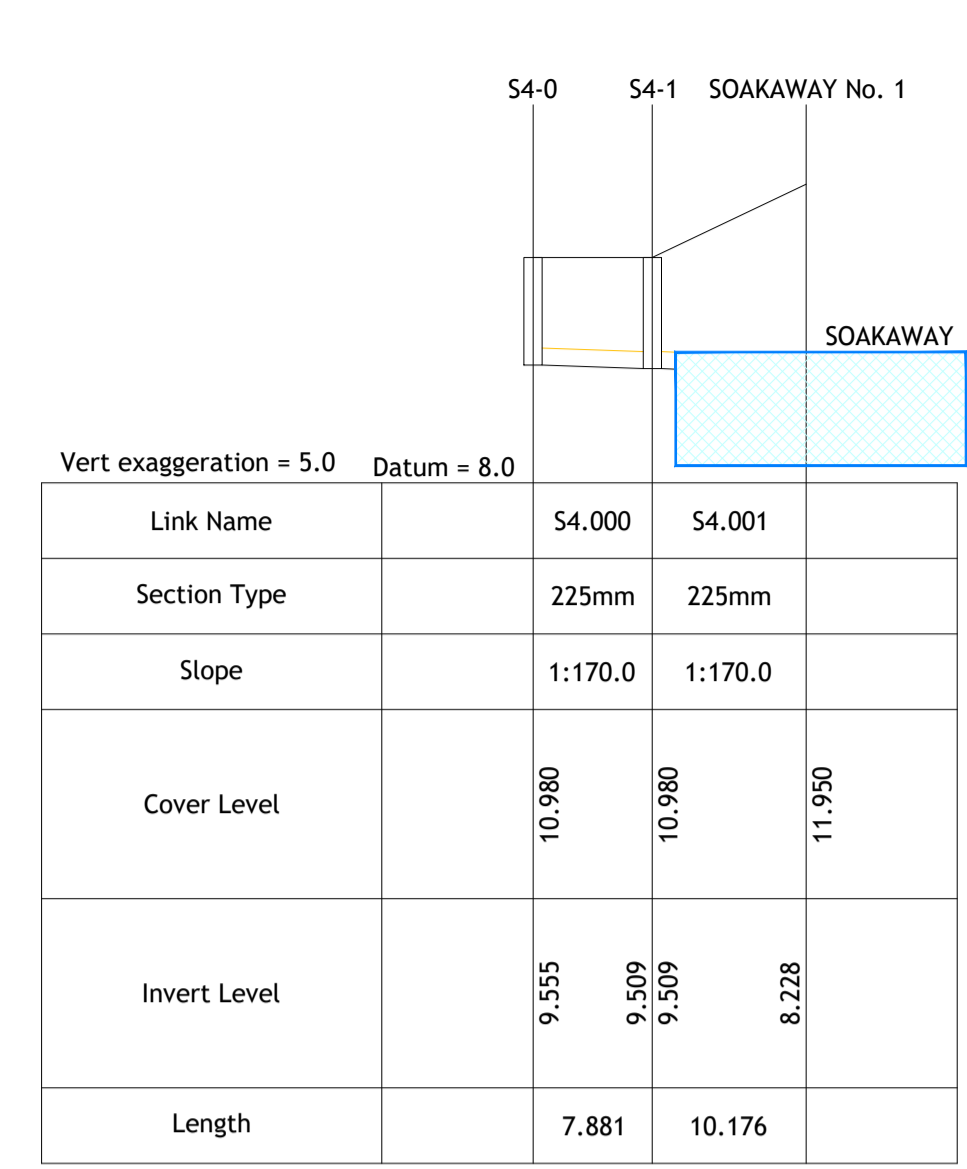 S4-0 S4-1 SOAKAWAY No. 1
SOAKAWAY
Vert exaggeration = 5.0 Datum = 8.0
Link Name S4.000 S4.001
Section Type 225mm 225mm
Slope 1:170.0 1:170.0
Cover Level 10.980 10.980 11.950
Invert Level 9.555 9.509 9.509 8.228
Length 7.881 10.176